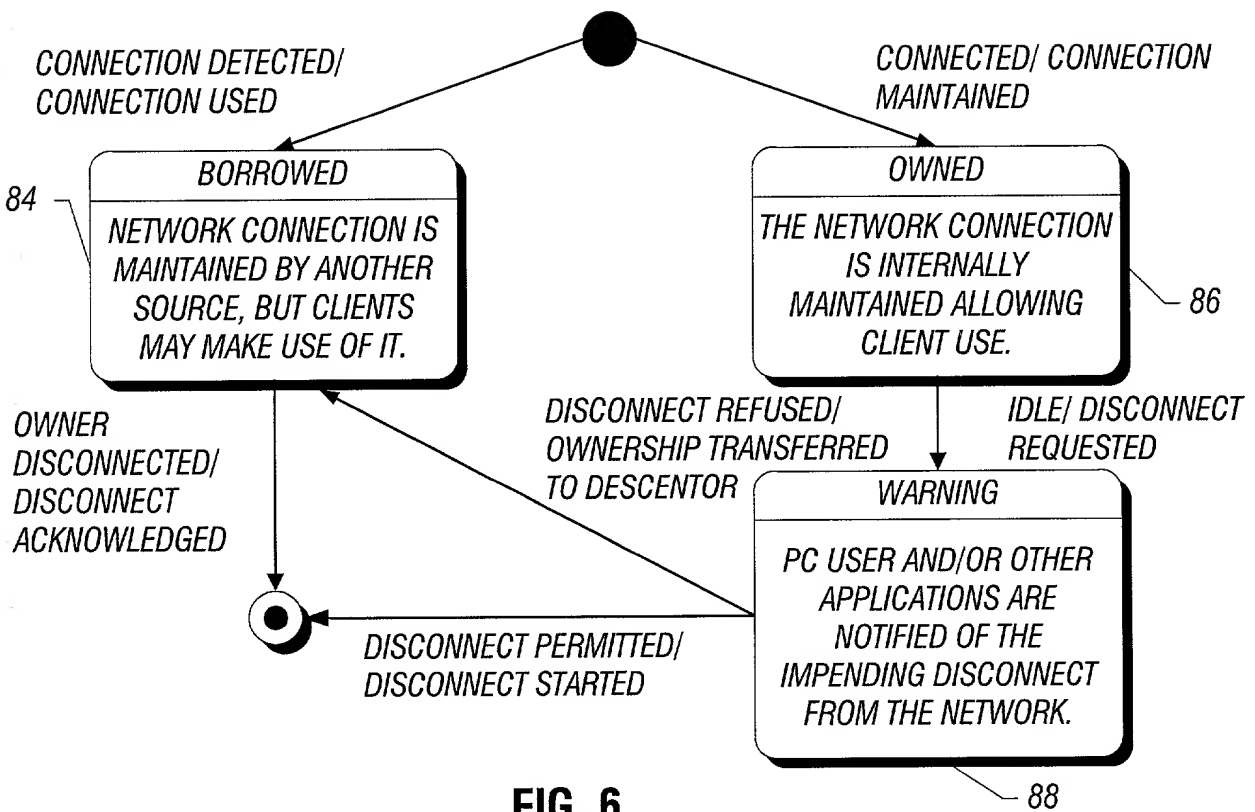 CONNECTION DETECTED/
CONNECTION USED
CONNECTED/ CONNECTION
MAINTAINED
84
BORROWED
NETWORK CONNECTION IS
MAINTAINED BY ANOTHER
SOURCE, BUT CLIENTS
MAY MAKE USE OF IT.
OWNED
THE NETWORK CONNECTION
IS INTERNALLY
MAINTAINED ALLOWING
CLIENT USE.
86
OWNER
DISCONNECTED/
DISCONNECT
ACKNOWLEDGED
DISCONNECT REFUSED/
OWNERSHIP TRANSFERRED
TO DESCENTOR
IDLE/ DISCONNECT
REQUESTED
WARNING
PC USER AND/OR OTHER
APPLICATIONS ARE
NOTIFIED OF THE
IMPENDING DISCONNECT
FROM THE NETWORK.
DISCONNECT PERMITTED/
DISCONNECT STARTED
88
FIG. 6